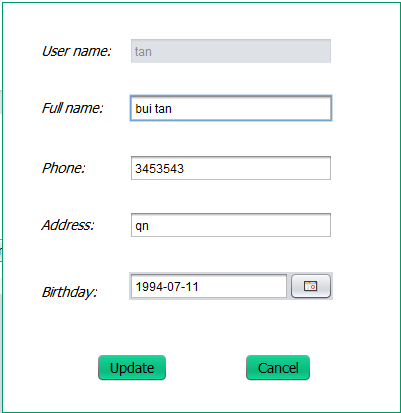 User name: tan
Full name: bui tan
Phone: 3453543
Address: qn
Birthday: 1994-07-11
Update Cancel